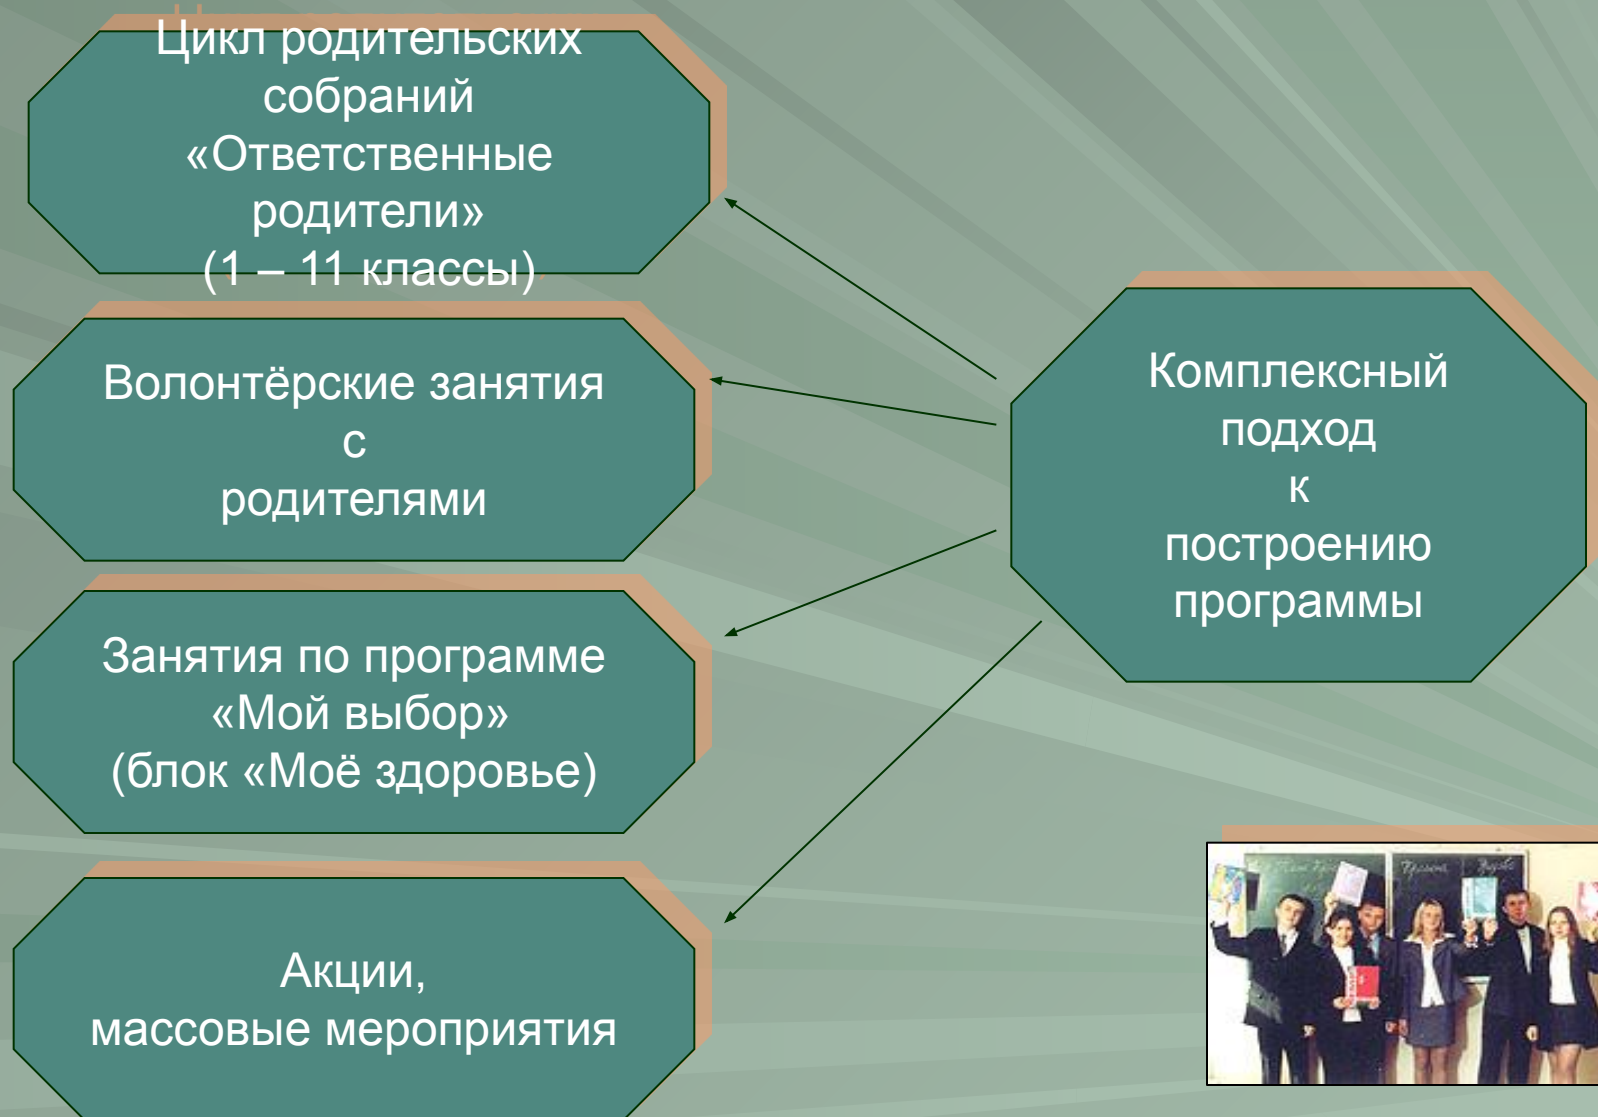 Цикл родительских
собраний
«Ответственные
родители»
(1 – 11 классы)
Волонтёрские занятия
с
родителями
Занятия по программе
«Мой выбор»
(блок «Моё здоровье)
Акции,
массовые мероприятия
Комплексный
подход
к
построению
программы